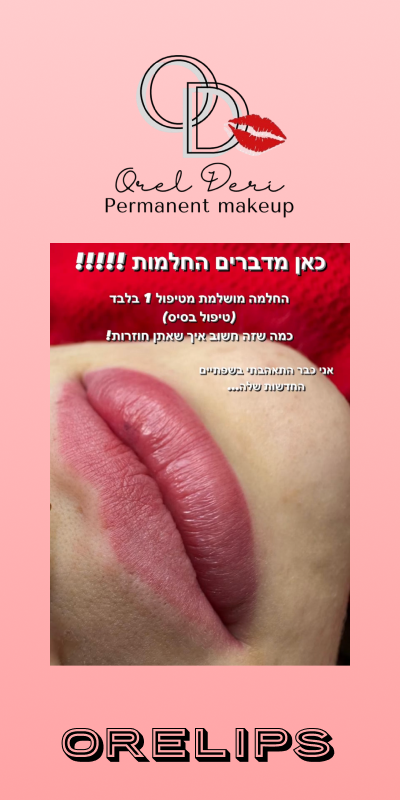 OD
Orel Deri
Permanent makeup
כאן מדברים החלמות !!!!!
החלמה מושלמת מטיפול 1 בלבד
(טיפול בסיס)
כמה שזה חשוב איך שאתן חוזרות!
אני כבר התאהבתי בשפתיים
החדשות שלה...
ORELIPS